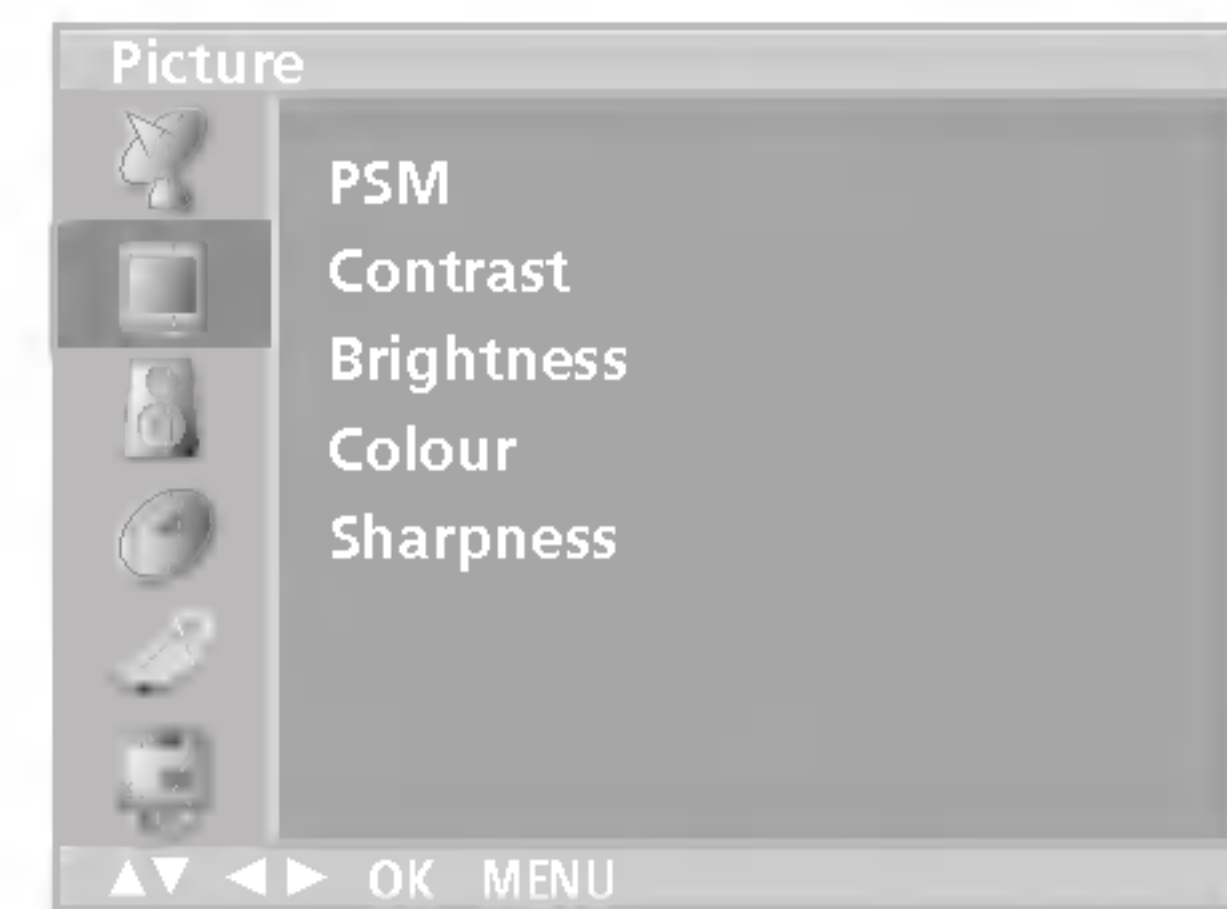 Picture
PSM
Contrast
Brightness
Colour
Sharpness
▲▼ ◀ ▶ OK MENU